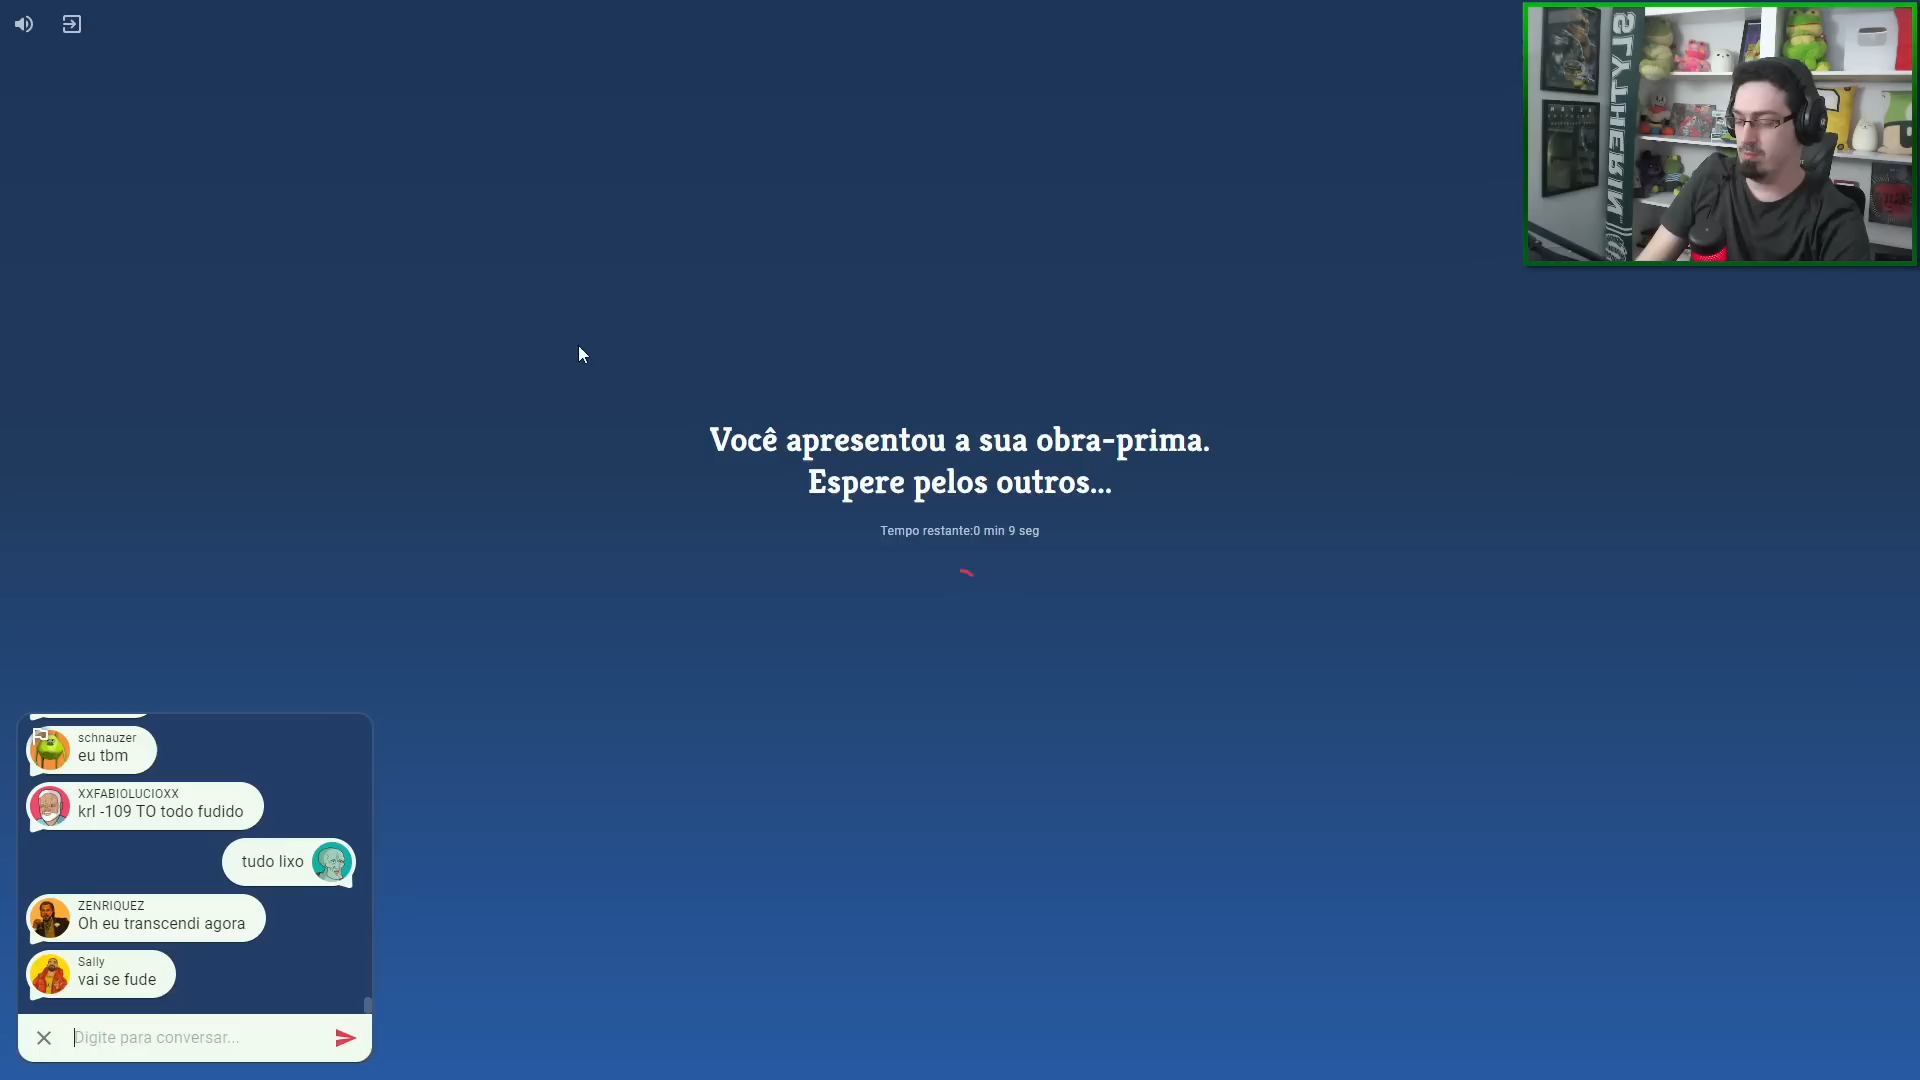 SLYTHERIN
Você apresentou a sua obra-prima.
Espere pelos outros...
Tempo restante:0 min 9 seg
schnauzer
eu tbm
XXFABIOLUCIOXX
krl -109 TO todo fudido
tudo lixo
ZENRIQUEZ
Oh eu transcendi agora
Sally
vai se fude
Digite para conversar...